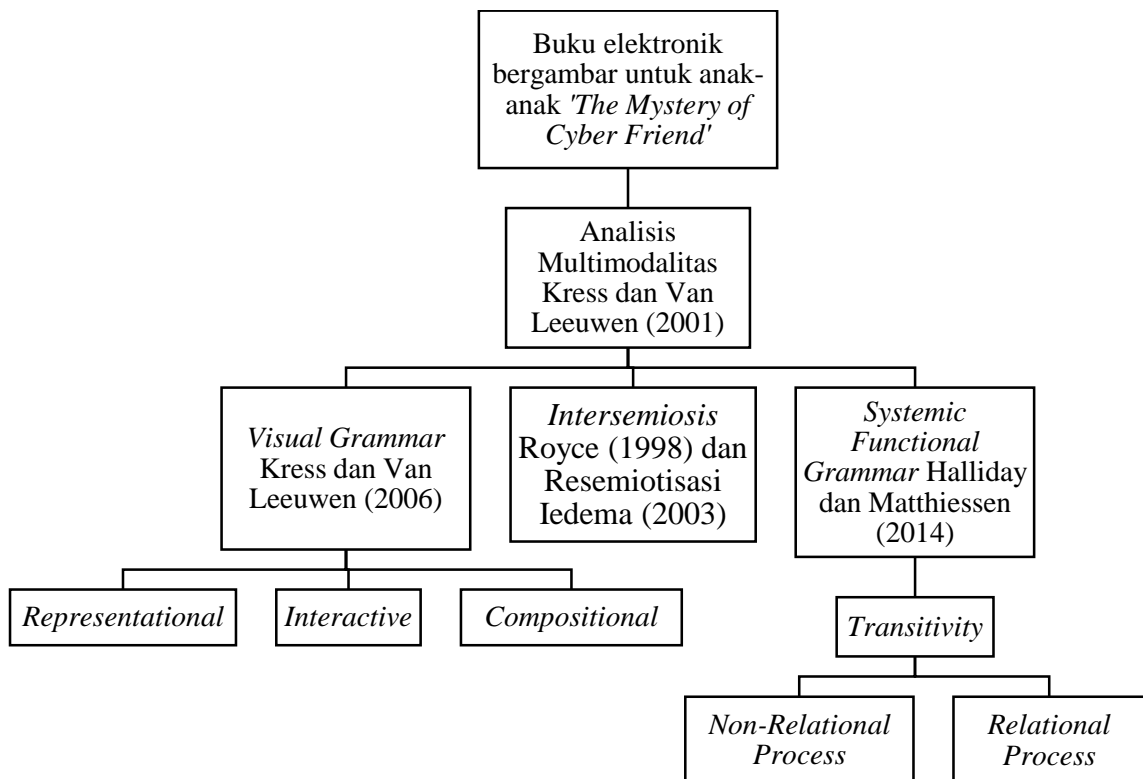 Buku elektronik
bergambar untuk anak-
anak 'The Mystery of
Cyber Friend'
Analisis
Multimodalitas
Kress dan Van
Leeuwen (2001)
Visual Grammar
Kress dan Van
Leeuwen (2006)
Intersemiosis
Royce (1998) dan
Resemiotisasi
Iedema (2003)
Systemic
Functional
Grammar Halliday
dan Matthiessen
(2014)
Representational
Interactive
Compositional
Transitivity
Non-Relational
Process
Relational
Process